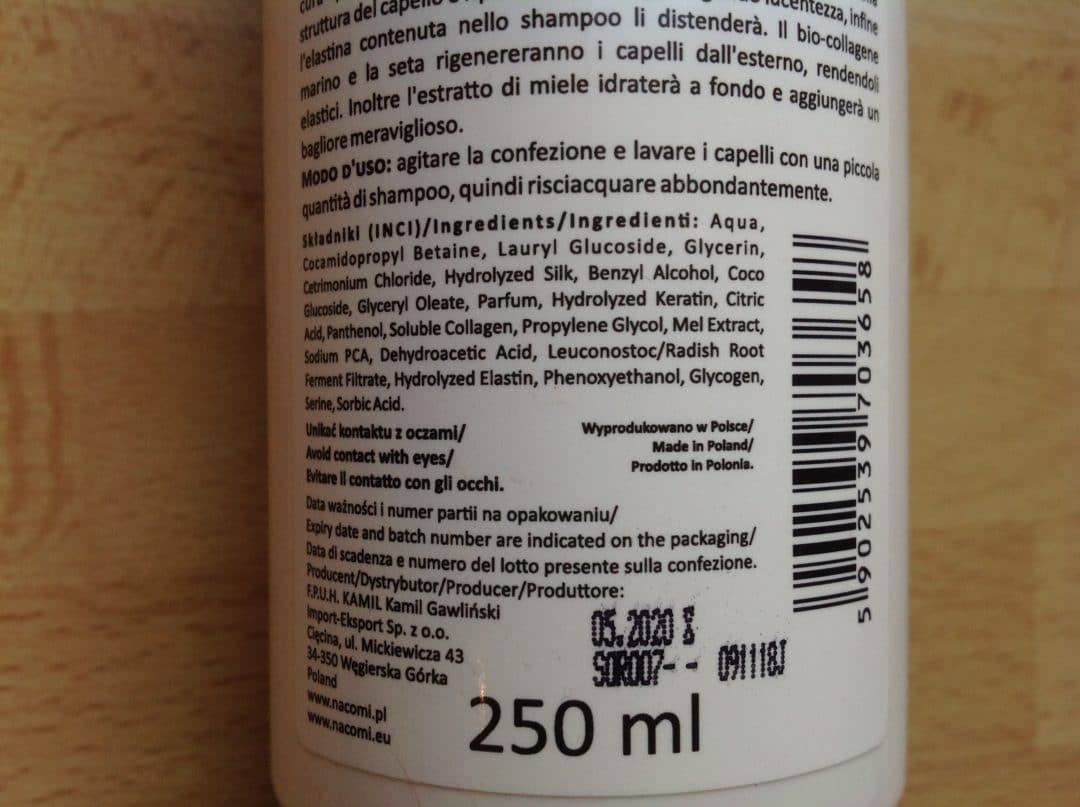 struttura del capello
lucentezza, infine
l'elastina contenuta nello shampoo li distenderà. Il bio-collagene
marino e la seta rigenereranno i capelli dall'esterno, rendendoli
elastici. Inoltre l'estratto di miele idraterà a fondo e aggiungerà un
bagliore meraviglioso.
MODO D'USO: agitare la confezione e lavare i capelli con una piccola
quantità di shampoo, quindi risciacquare abbondantemente.
Składniki (INCI)/Ingredients/Ingredienti: Aqua,
Cocamidopropyl Betaine, Lauryl Glucoside, Glycerin,
Cetrimonium Chloride, Hydrolyzed Silk, Benzyl Alcohol, Coco
Glucoside, Glyceryl Oleate, Parfum, Hydrolyzed Keratin, Citric
Acid, Panthenol, Soluble Collagen, Propylene Glycol, Mel Extract,
Sodium PCA, Dehydroacetic Acid, Leuconostoc/Radish Root
Ferment Filtrate, Hydrolyzed Elastin, Phenoxyethanol, Glycogen,
Serine, Sorbic Acid.
Unikać kontaktu z oczami/
Avoid contact with eyes/
Evitare il contatto con gli occhi.
Wyprodukowano w Polsce/
Made in Poland/
Prodotto in Polonia.
Data ważności i numer partii na opakowaniu/
Expiry date and batch number are indicated on the packaging/
Data di scadenza e numero del lotto presente sulla confezione.
Producent/Dystrybutor/Producer/Produttore:
F.P.U.H. KAMIL Kamil Gawliński
Import-Eksport Sp. z o.o.
Cięcina, ul. Mickiewicza 43
34-350 Węgierska Górka
Poland
www.nacomi.pl
www.nacomi.eu
05.2020
SOR007-- 091118J
250 ml
5 902539 703658